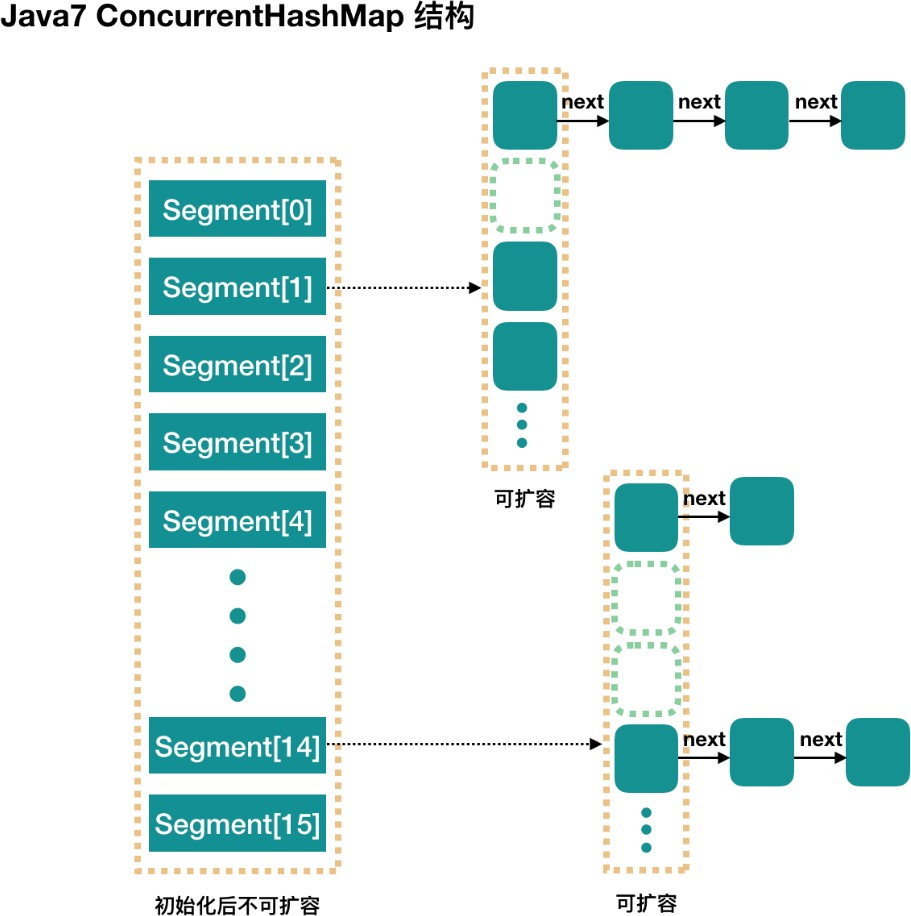 Java7 ConcurrentHashMap 结构
next next next
Segment[0]
Segment[1]
Segment[2]
Segment[3]
Segment[4]
可扩容
next
Segment[14]
next next
Segment[15]
初始化后不可扩容
可扩容